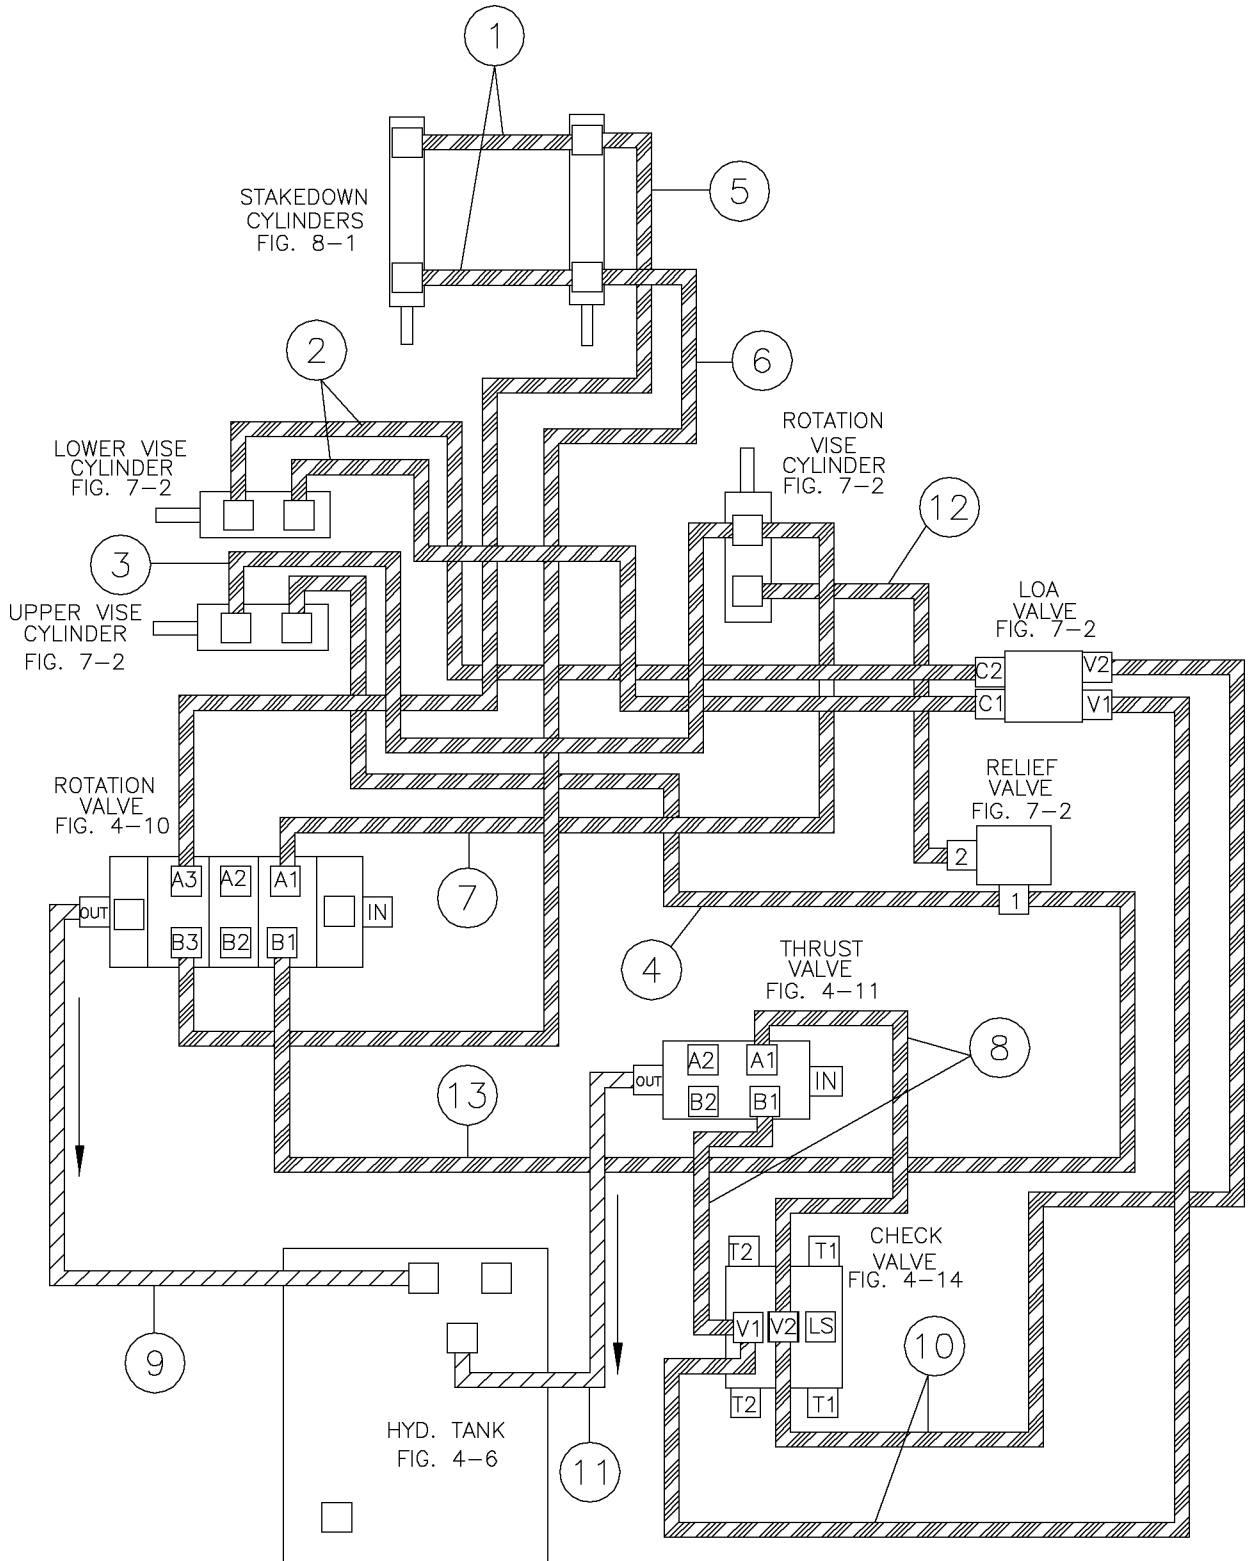 1
STAKEDOWN
CYLINDERS
FIG. 8-1
5
2
6
ROTATION
VISE
CYLINDER
FIG. 7-2
LOWER VISE
CYLINDER
FIG. 7-2
12
3
UPPER VISE
CYLINDER
FIG. 7-2
LOA
VALVE
FIG. 7-2
C2
V2
C1
V1
ROTATION
VALVE
FIG. 4-10
RELIEF
VALVE
FIG. 7-2
2
1
A3
A2
A1
OUT
IN
B3
B2
B1
7
4
THRUST
VALVE
FIG. 4-11
8
A2
A1
OUT
IN
B2
B1
13
CHECK
VALVE
FIG. 4-14
T2
T1
V1
V2
LS
T2
T1
9
10
HYD. TANK
FIG. 4-6
11